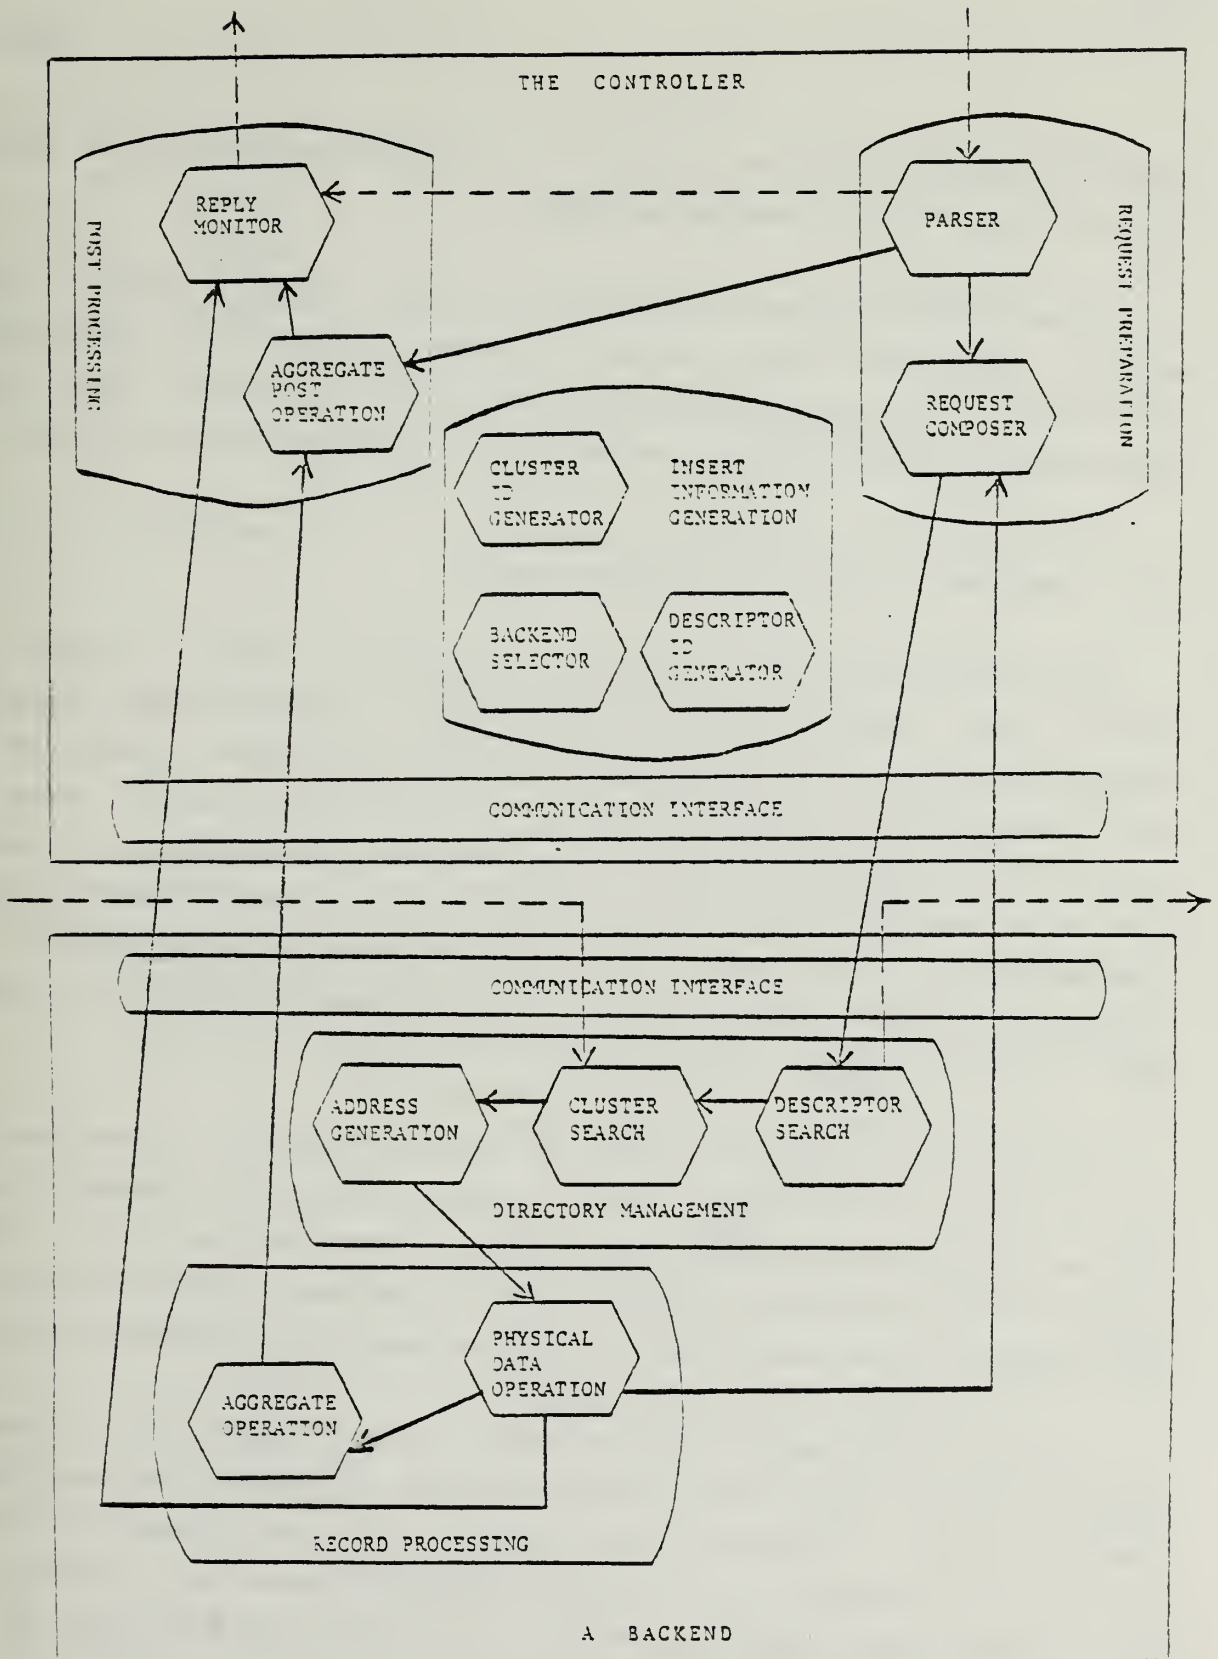 THE CONTROLLER
REPLY
MONITOR
POST PROCESSING
AGGREGATE
POST
OPERATION
PARSER
REQUEST PREPARATION
REQUEST
COMPOSER
CLUSTER
ID
GENERATOR
INSERT
INFORMATION
GENERATION
BACKEND
SELECTOR
DESCRIPTOR
ID
GENERATOR
COMMUNICATION INTERFACE
COMMUNICATION INTERFACE
ADDRESS
GENERATION
CLUSTER
SEARCH
DESCRIPTOR
SEARCH
DIRECTORY MANAGEMENT
PHYSICAL
DATA
OPERATION
AGGREGATE
OPERATION
RECORD PROCESSING
A BACKEND